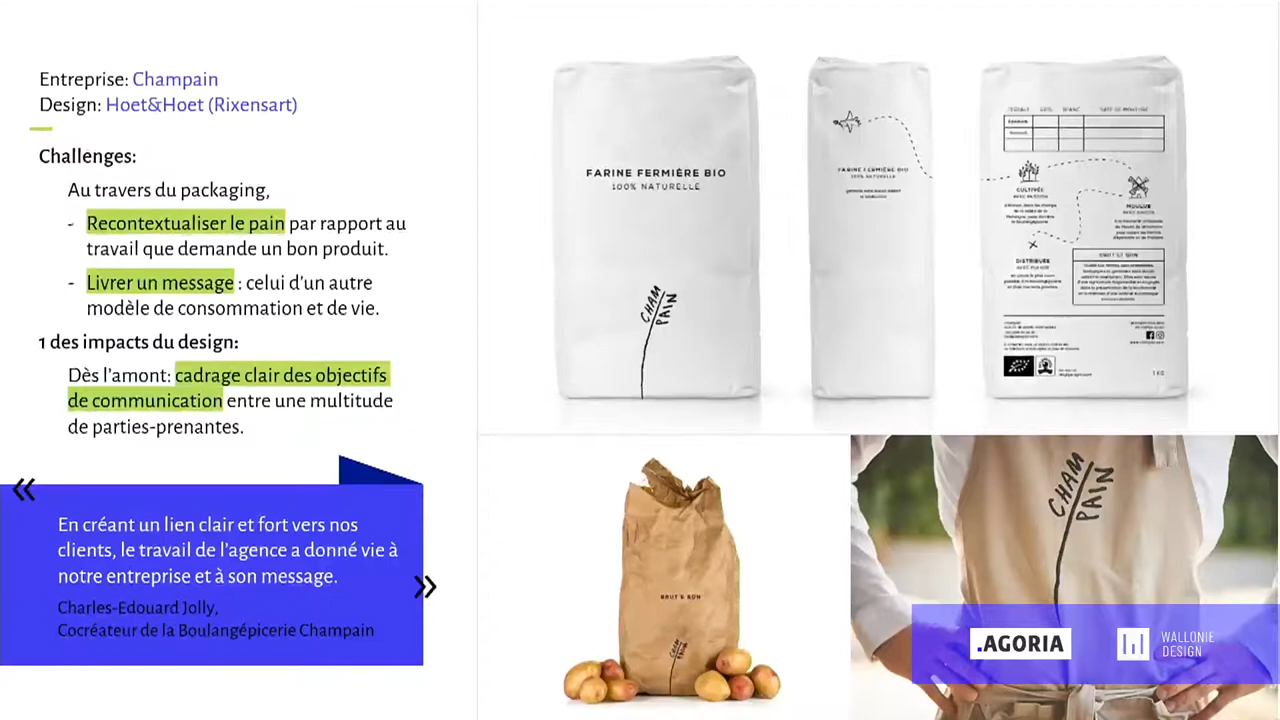 Entreprise: Champain
Design: Hoet&Hoet (Rixensart)
Challenges:
Au travers du packaging,
- Recontextualiser le pain par rapport au
travail que demande un bon produit.
- Livrer un message : celui d'un autre
modèle de consommation et de vie.
1 des impacts du design:
Dès l'amont: cadrage clair des objectifs
de communication entre une multitude
de parties-prenantes.
«
En créant un lien clair et fort vers nos
clients, le travail de l'agence a donné vie à
notre entreprise et à son message.
»
Charles-Edouard Jolly,
Cocréateur de la Boulangépicerie Champain
FARINE FERMIÈRE BIO
100% NATURELLE
CHAM
PAIN
FARINE FERMIÈRE BIO
100% NATURELLE
CULTIVÉE
MOULUE
DISTRIBUÉE
BRUT & BON
1 KG
BRUT & BON
CHAM
PAIN
CHAM
PAIN
.AGORIA
WALLONIE
DESIGN